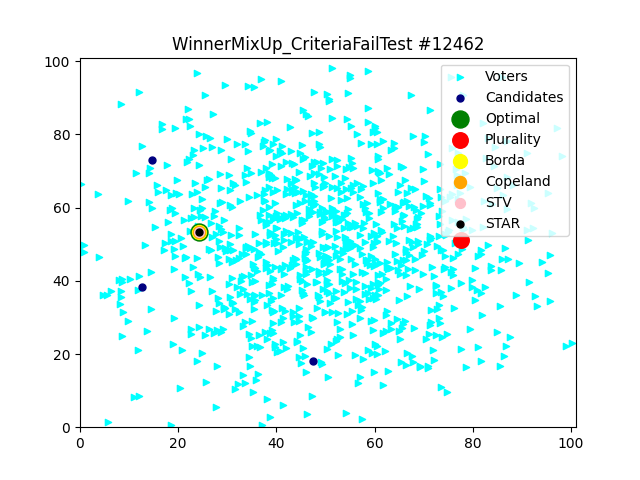 WinnerMixUp_CriteriaFailTest #12462
100
80
60
40
20
0
0
20
40
60
80
100
Voters
Candidates
Optimal
Plurality
Borda
Copeland
STV
STAR